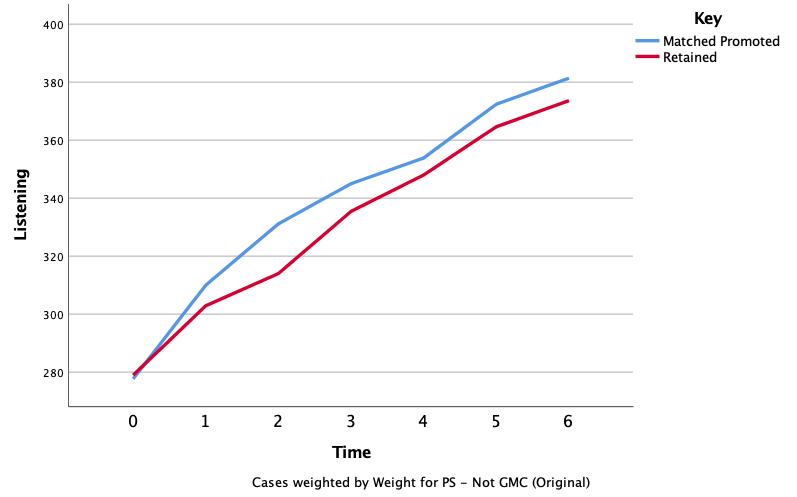 Key
Matched Promoted
Retained
400
380
360
340
320
300
280
Listening
0 1 2 3 4 5 6
Time
Cases weighted by Weight for PS – Not GMC (Original)